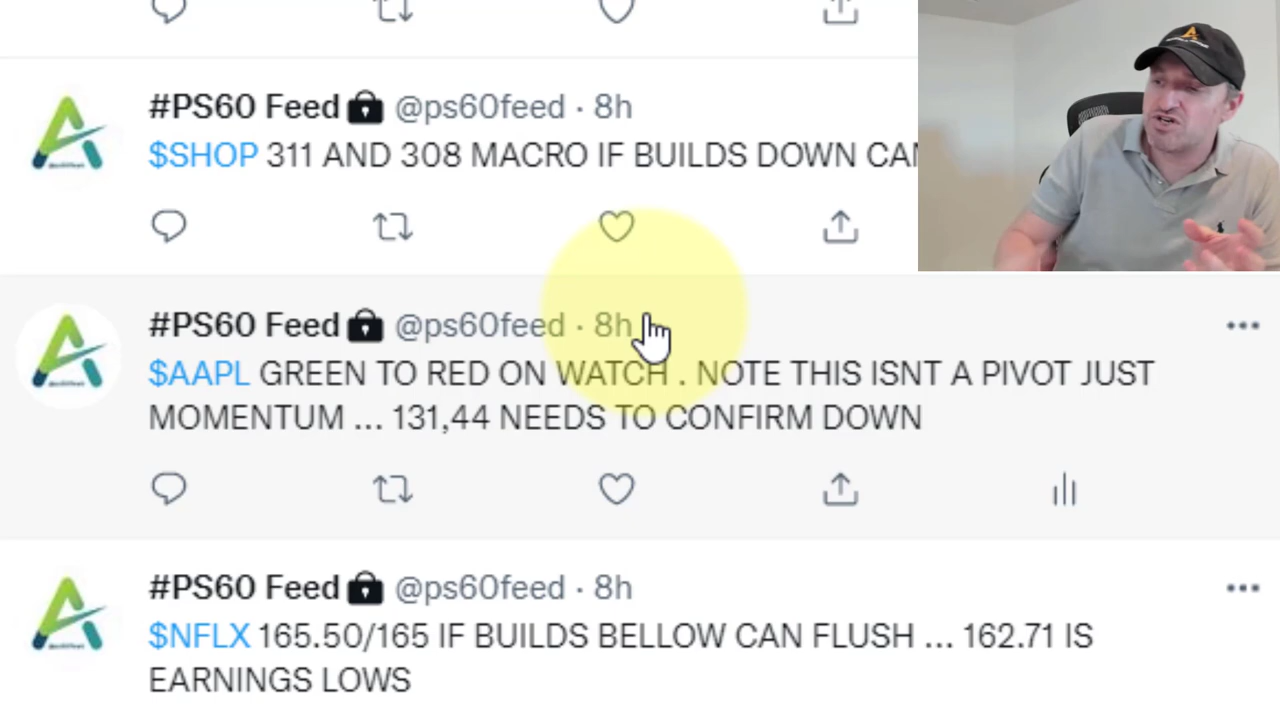 #PS60 Feed @ps60feed · 8h
$SHOP 311 AND 308 MACRO IF BUILDS DOWN
#PS60 Feed @ps60feed · 8h
$AAPL GREEN TO RED ON WATCH . NOTE THIS ISNT A PIVOT JUST
MOMENTUM ... 131,44 NEEDS TO CONFIRM DOWN
#PS60 Feed @ps60feed · 8h
$NFLX 165.50/165 IF BUILDS BELLOW CAN FLUSH ... 162.71 IS
EARNINGS LOWS